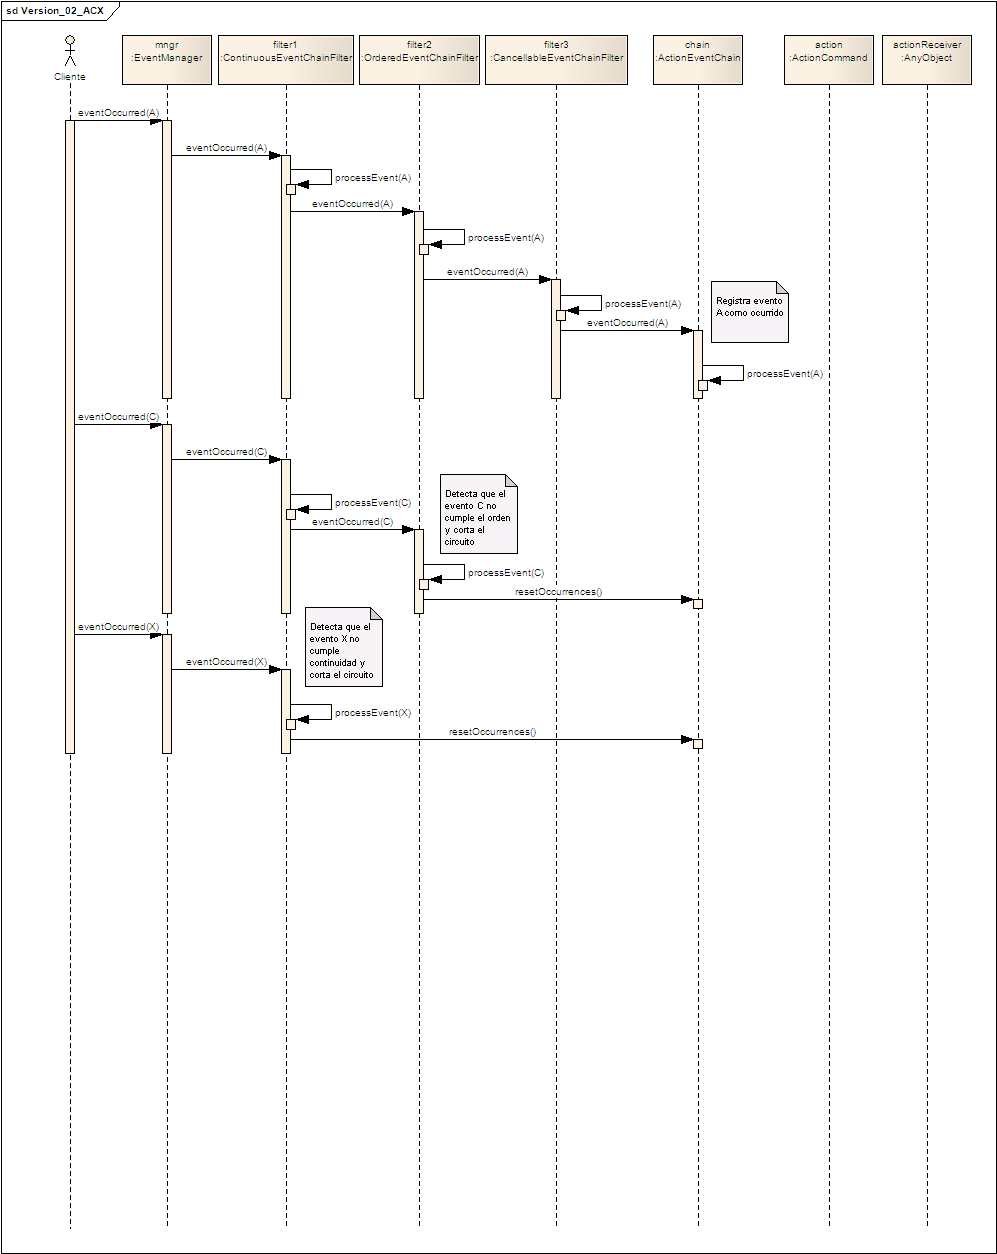 sd Version_02_ACX
Cliente
mngr
:EventManager
filter1
:ContinuousEventChainFilter
filter2
:OrderedEventChainFilter
filter3
:CancellableEventChainFilter
chain
:ActionEventChain
action
:ActionCommand
actionReceiver
:AnyObject
eventOccurred(A)
eventOccurred(A)
processEvent(A)
eventOccurred(A)
processEvent(A)
eventOccurred(A)
processEvent(A)
eventOccurred(A)
Registra evento
A como ocurrido
processEvent(A)
eventOccurred(C)
eventOccurred(C)
processEvent(C)
eventOccurred(C)
Detecta que el
evento C no
cumple el orden
y corta el
circuito
processEvent(C)
resetOccurrences()
eventOccurred(X)
eventOccurred(X)
Detecta que el
evento X no
cumple
continuidad y
corta el circuito
processEvent(X)
resetOccurrences()